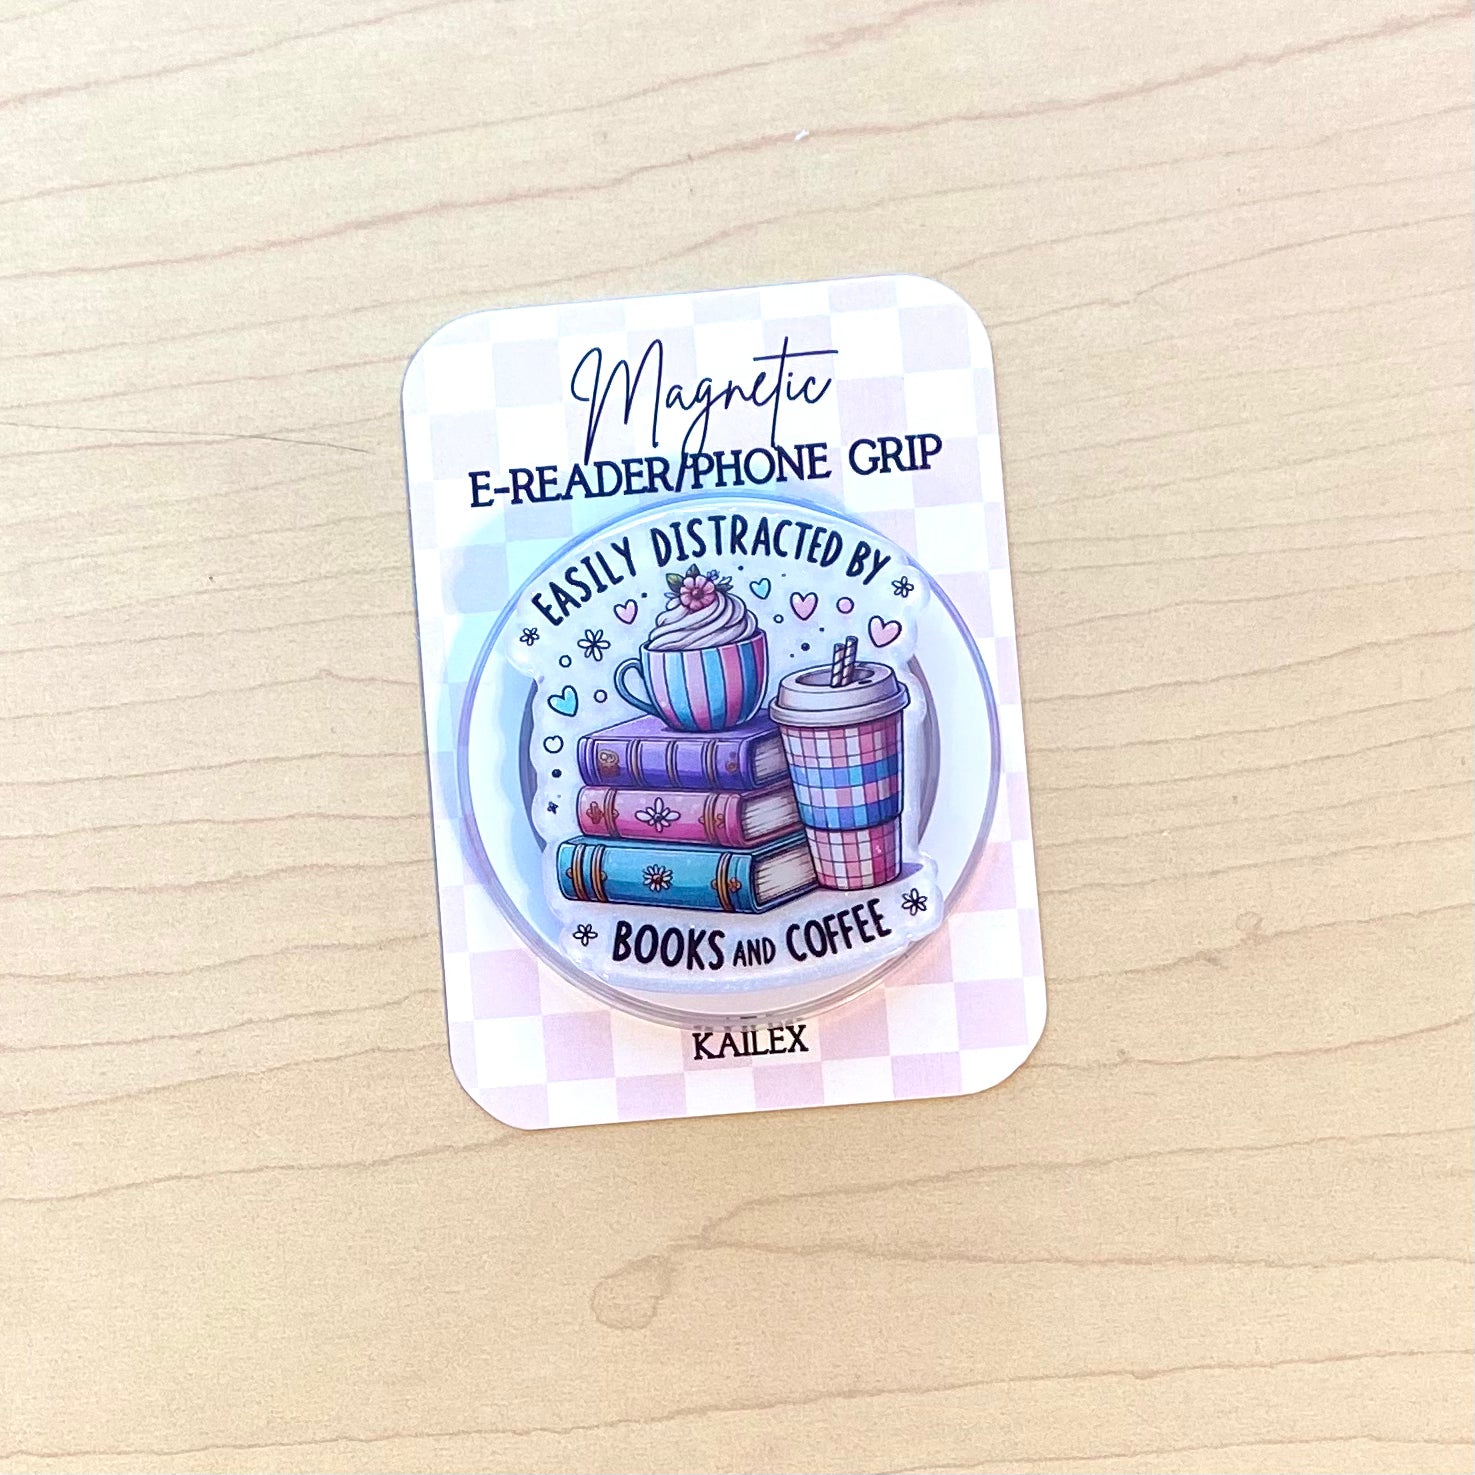 Magnetic
E-READER/PHONE GRIP
EASILY DISTRACTED BY
BOOKS AND COFFEE
KAILEX